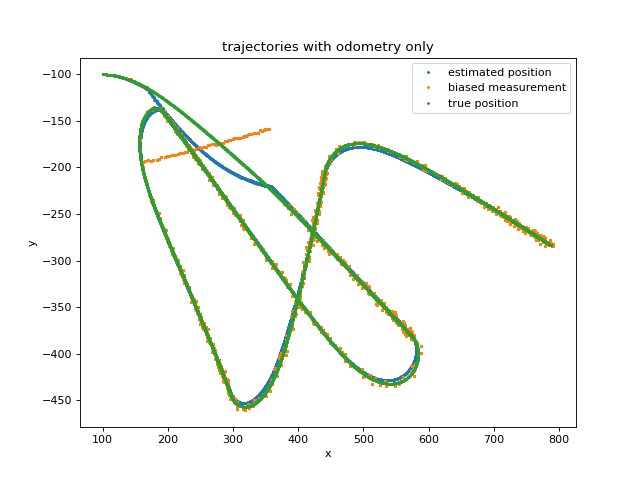 trajectories with odometry only
estimated position
biased measurement
true position
−100
−150
−200
−250
−300
−350
−400
−450
y
100
200
300
400
500
600
700
800
x